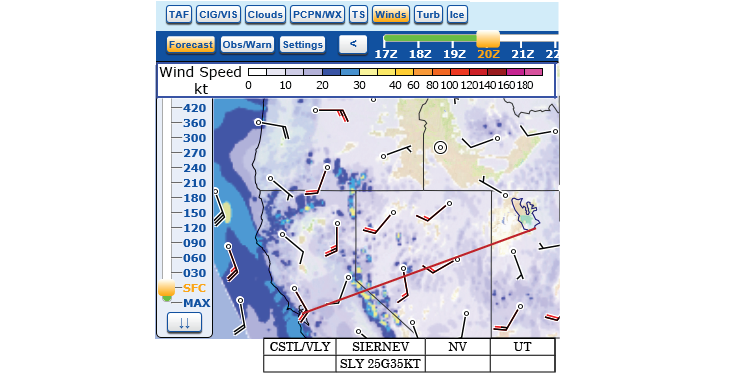 TAF CIG/VIS Clouds PCPN/WX TS Winds Turb Ice
Forecast Obs/Warn Settings < 17Z 18Z 19Z 20Z 21Z 22
Wind Speed
kt
0 10 20 30 40 60 80 100 120 140 160 180
420
360
300
270
240
210
180
150
120
090
060
030
SFC
MAX
↓↓
CSTL/VLY SIERNEV NV UT
SLY 25G35KT